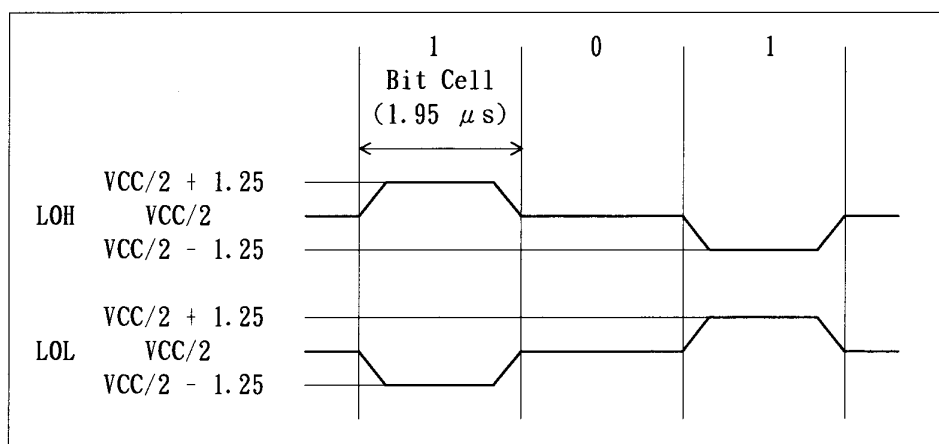 1 0 1
Bit Cell
(1.95 μs)
VCC/2 + 1.25
LOH VCC/2
VCC/2 - 1.25
VCC/2 + 1.25
LOL VCC/2
VCC/2 - 1.25